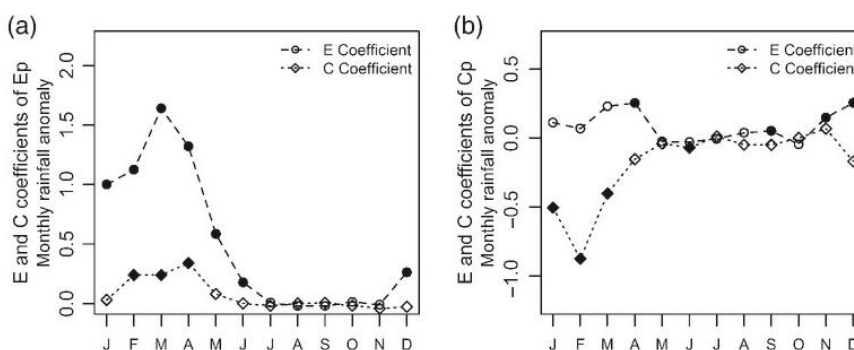 (a)
E and C coefficients of Ep
Monthly rainfall anomaly
2.0
1.5
1.0
0.5
0.0
E Coefficient
C Coefficient
J F M A M J J A S O N D
(b)
E and C coefficients of Cp
Monthly rainfall anomaly
0.5
0.0
−0.5
−1.0
E Coefficient
C Coefficien
J F M A M J J A S O N D